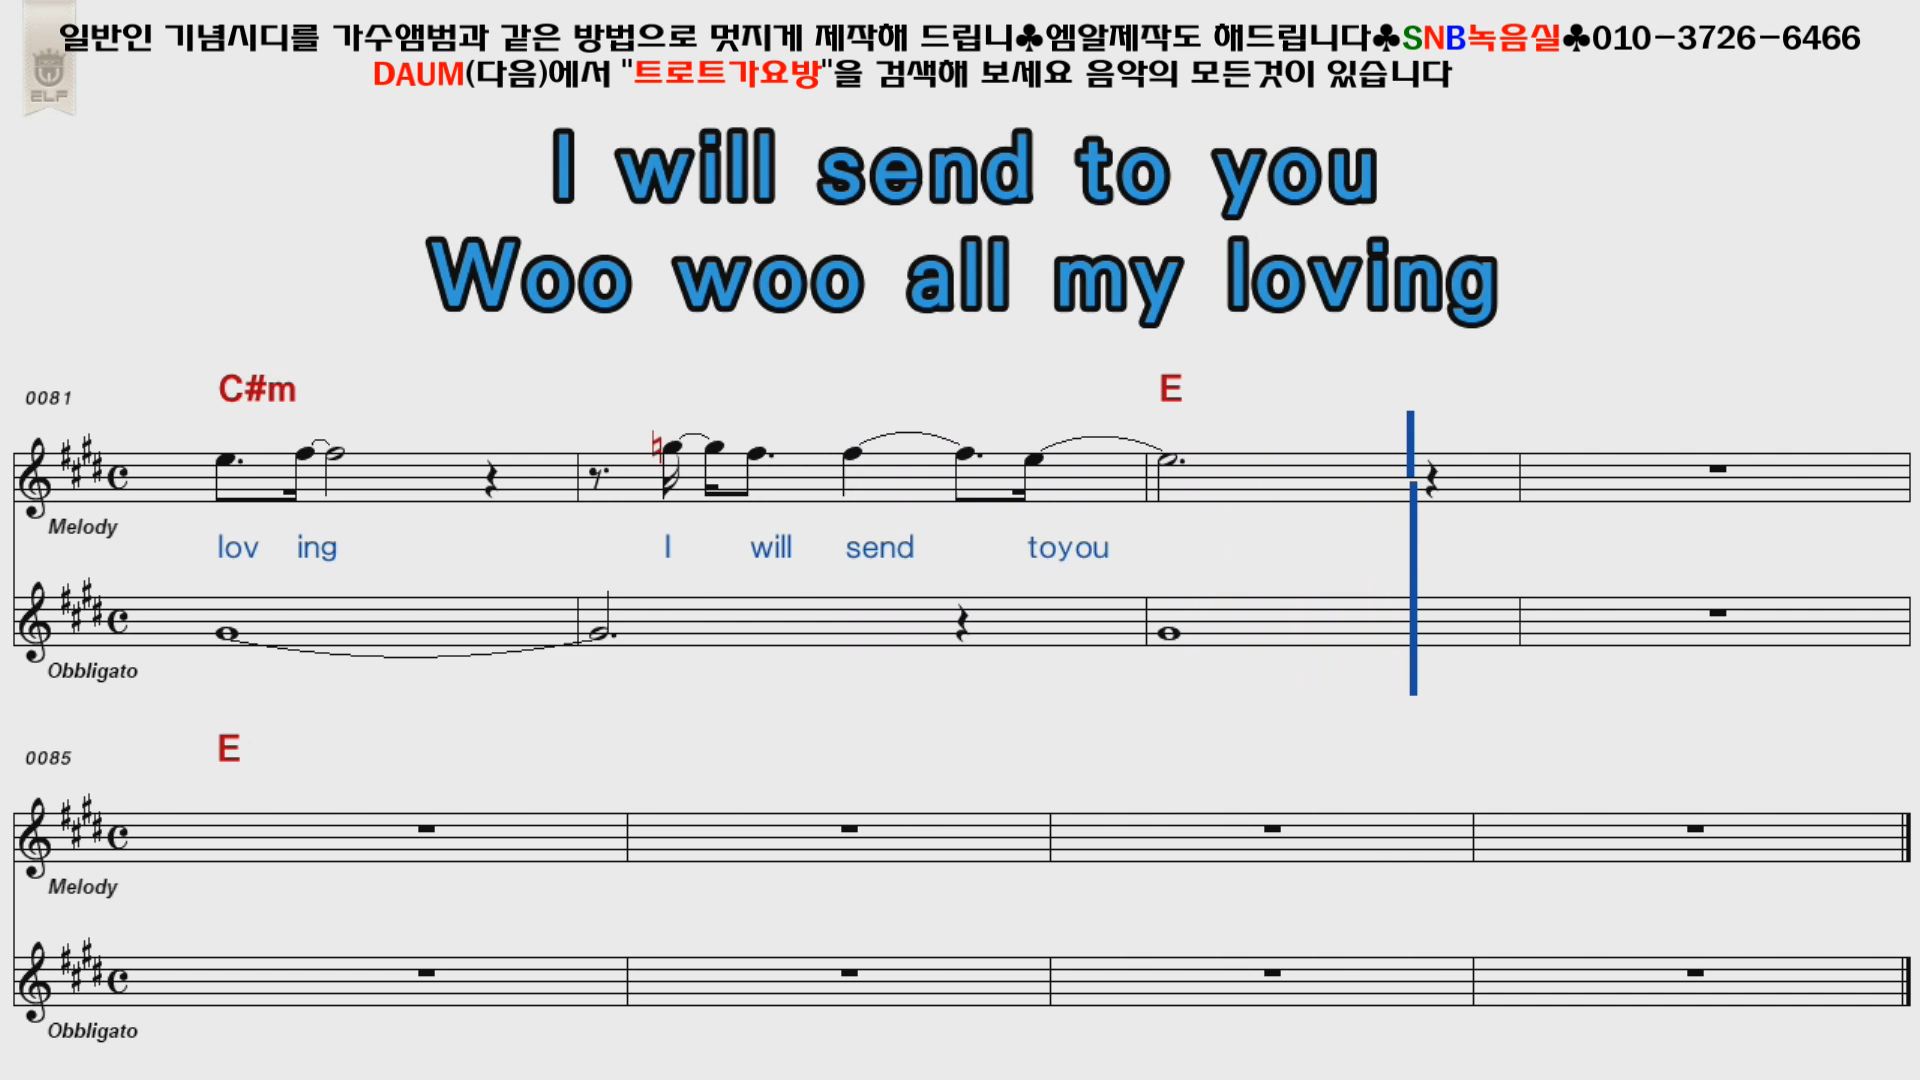 일반인 기념시디를 가수앨범과 같은 방법으로 멋지게 제작해 드립니♣엠알제작도 해드립니다♣SNB녹음실♣010-3726-6466
DAUM(다음)에서 "트로트가요방"을 검색해 보세요 음악의 모든것이 있습니다
ELF
I will send to you
Woo woo all my loving
0081 C#m E
Melody
lov ing I will send toyou
Obbligato
0085 E
Melody
Obbligato